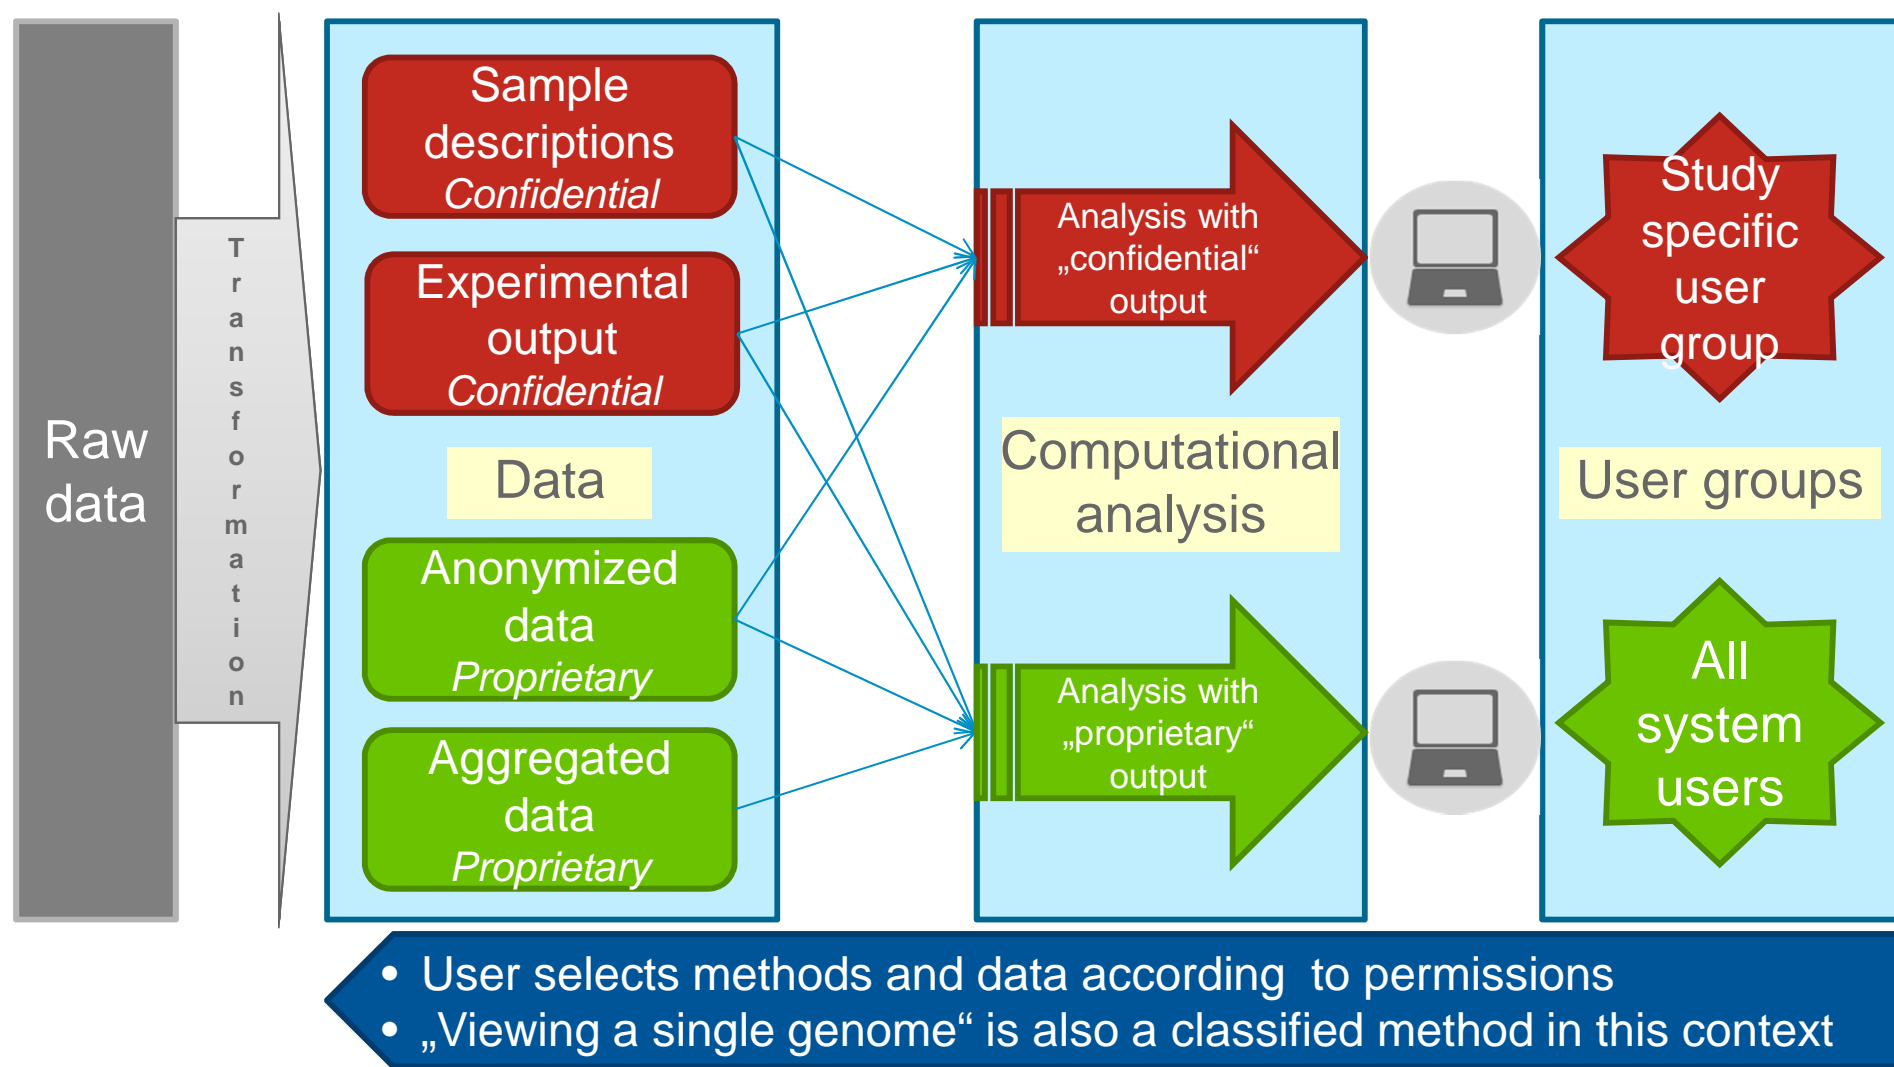 Raw
data
Transformation
Sample
descriptions
Confidential
Experimental
output
Confidential
Data
Anonymized
data
Proprietary
Aggregated
data
Proprietary
Analysis with
„confidential“
output
Computational
analysis
Analysis with
„proprietary“
output
Study
specific
user
group
User groups
All
system
users
• User selects methods and data according  to permissions
• „Viewing a single genome“ is also a classified method in this context